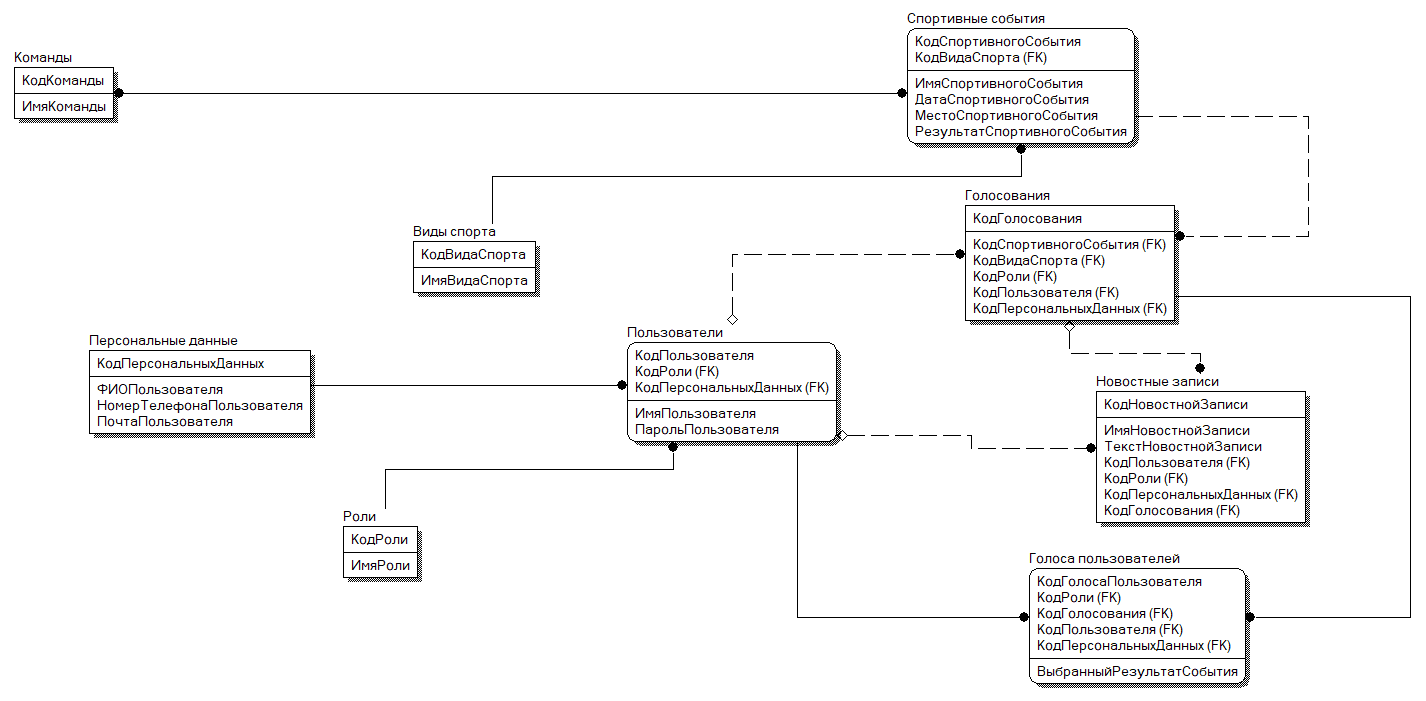 Спортивные события
КодСпортивногоСобытия
КодВидаСпорта (FK)
ИмяСпортивногоСобытия
ДатаСпортивногоСобытия
МестоСпортивногоСобытия
РезультатСпортивногоСобытия
Команды
КодКоманды
ИмяКоманды
Голосования
КодГолосования
КодСпортивногоСобытия (FK)
КодВидаСпорта (FK)
КодРоли (FK)
КодПользователя (FK)
КодПерсональныхДанных (FK)
Виды спорта
КодВидаСпорта
ИмяВидаСпорта
Персональные данные
КодПерсональныхДанных
ФИОПользователя
НомерТелефонаПользователя
ПочтаПользователя
Пользователи
КодПользователя
КодРоли (FK)
КодПерсональныхДанных (FK)
ИмяПользователя
ПарольПользователя
Новостные записи
КодНовостнойЗаписи
ИмяНовостнойЗаписи
ТекстНовостнойЗаписи
КодПользователя (FK)
КодРоли (FK)
КодПерсональныхДанных (FK)
КодГолосования (FK)
Роли
КодРоли
ИмяРоли
Голоса пользователей
КодГолосаПользователя
КодРоли (FK)
КодГолосования (FK)
КодПользователя (FK)
КодПерсональныхДанных (FK)
ВыбранныйРезультатСобытия